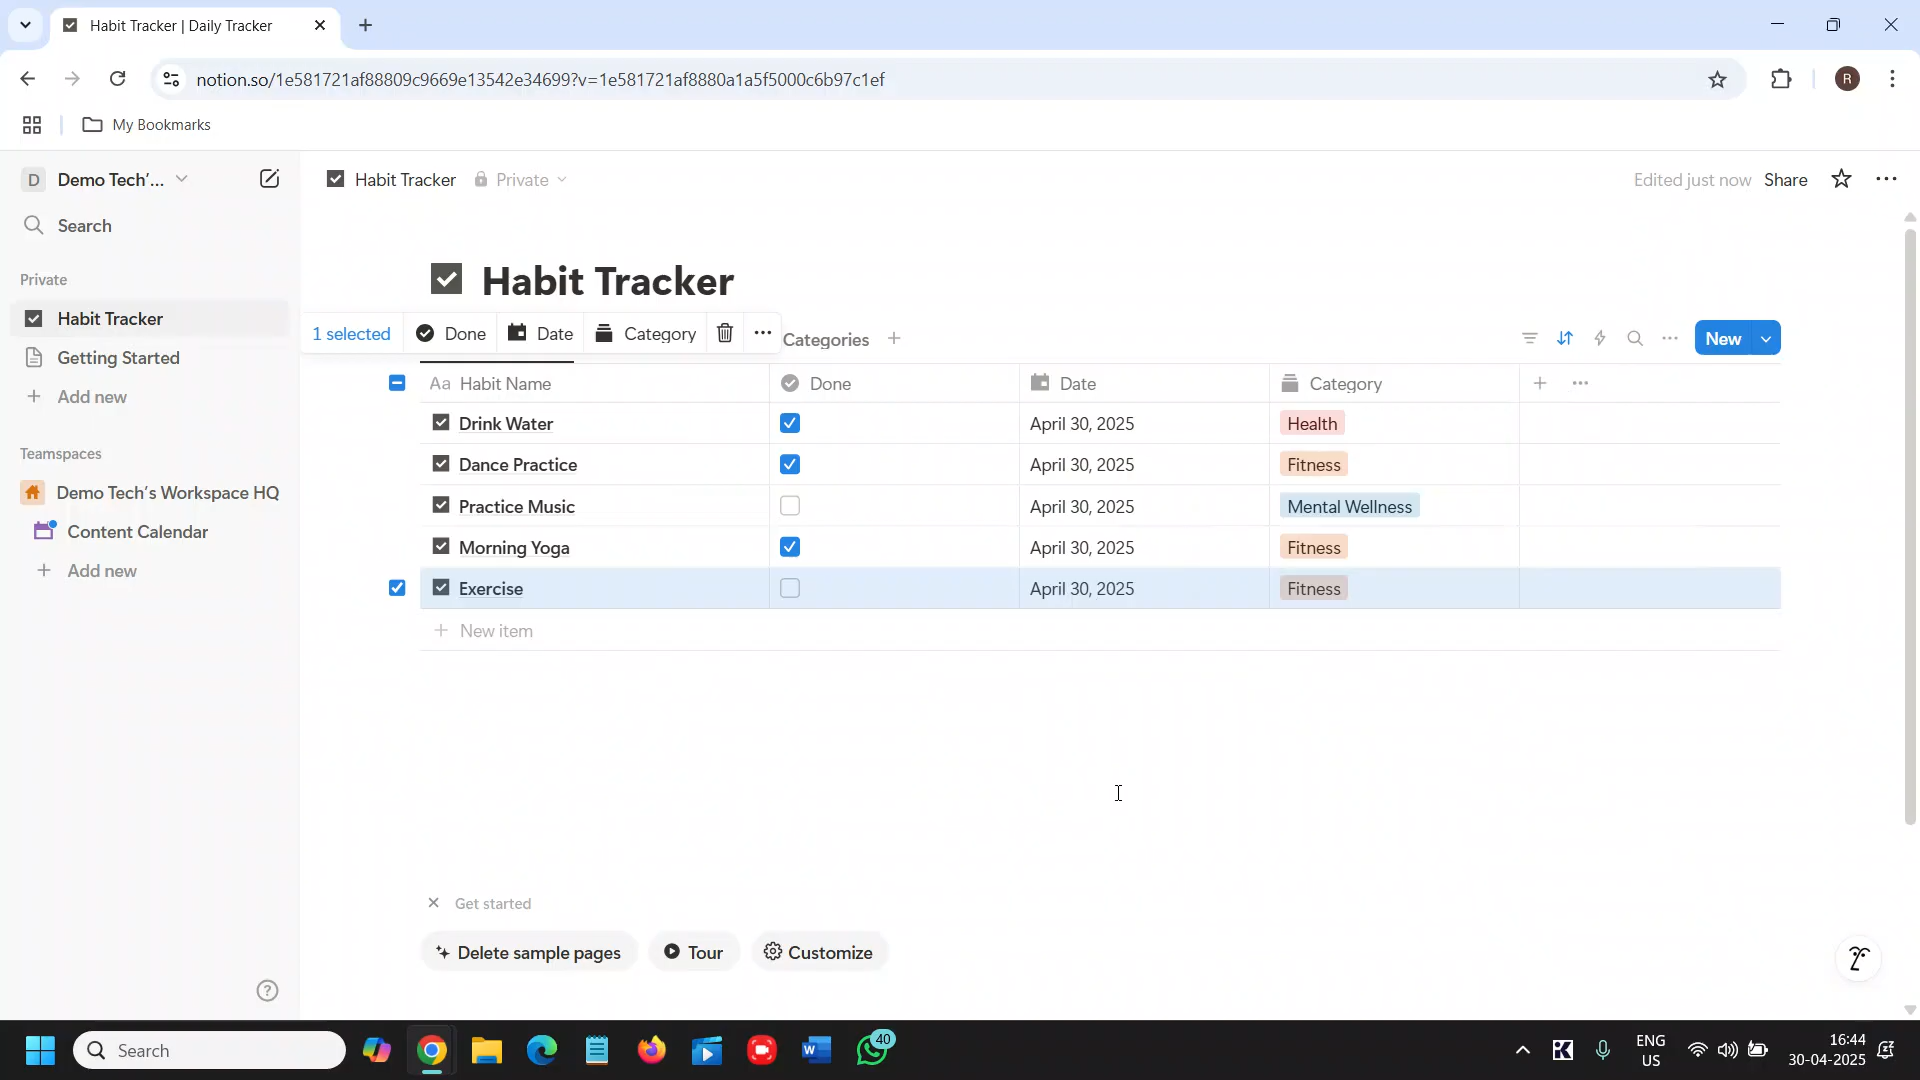 Habit Tracker | Daily Tracker
notion.so/1e581721af88809c9669e13542e34699?v=1e581721af8880a1a5f5000c6b97c1ef
R
My Bookmarks
D Demo Tech’...
Habit Tracker Private
Edited just now Share
Search
Private
Habit Tracker
Getting Started
Add new
Teamspaces
Demo Tech’s Workspace HQ
Content Calendar
Add new
Habit Tracker
1 selected Done Date Category Categories
New
Aa Habit Name Done Date Category
Drink Water April 30, 2025 Health
Dance Practice April 30, 2025 Fitness
Practice Music April 30, 2025 Mental Wellness
Morning Yoga April 30, 2025 Fitness
Exercise April 30, 2025 Fitness
New item
Get started
Delete sample pages Tour Customize
Search
40
ENG
US
16:44
30-04-2025